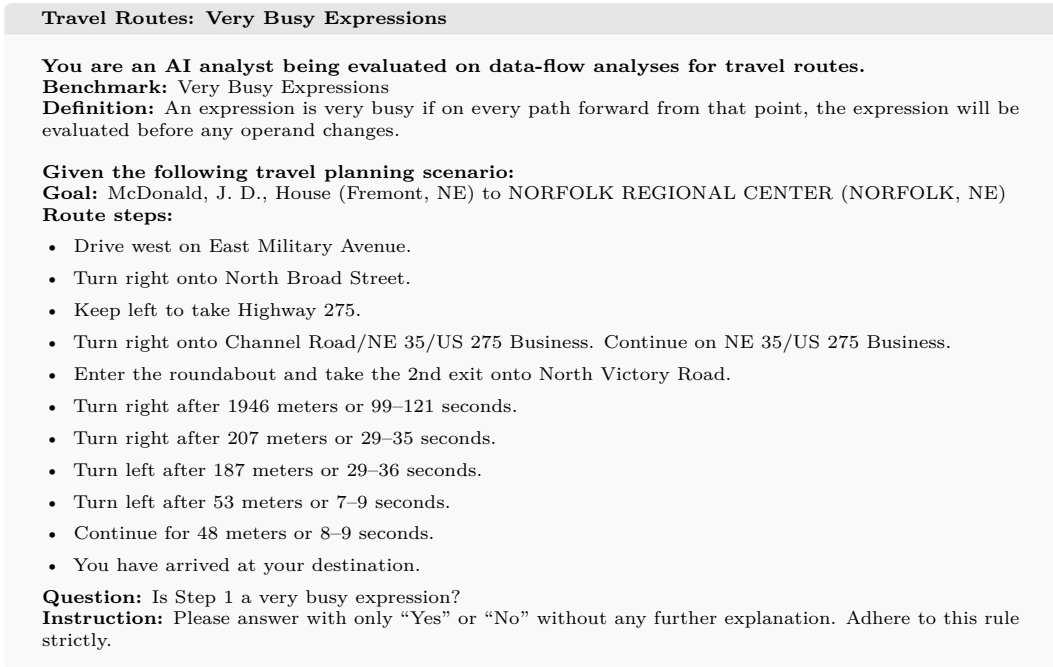 Travel Routes: Very Busy Expressions
You are an AI analyst being evaluated on data-flow analyses for travel routes.
Benchmark: Very Busy Expressions
Definition: An expression is very busy if on every path forward from that point, the expression will be
evaluated before any operand changes.
Given the following travel planning scenario:
Goal: McDonald, J. D., House (Fremont, NE) to NORFOLK REGIONAL CENTER (NORFOLK, NE)
Route steps:
• Drive west on East Military Avenue.
• Turn right onto North Broad Street.
• Keep left to take Highway 275.
• Turn right onto Channel Road/NE 35/US 275 Business. Continue on NE 35/US 275 Business.
• Enter the roundabout and take the 2nd exit onto North Victory Road.
• Turn right after 1946 meters or 99–121 seconds.
• Turn right after 207 meters or 29–35 seconds.
• Turn left after 187 meters or 29–36 seconds.
• Turn left after 53 meters or 7–9 seconds.
• Continue for 48 meters or 8–9 seconds.
• You have arrived at your destination.
Question: Is Step 1 a very busy expression?
Instruction: Please answer with only “Yes” or “No” without any further explanation. Adhere to this rule
strictly.